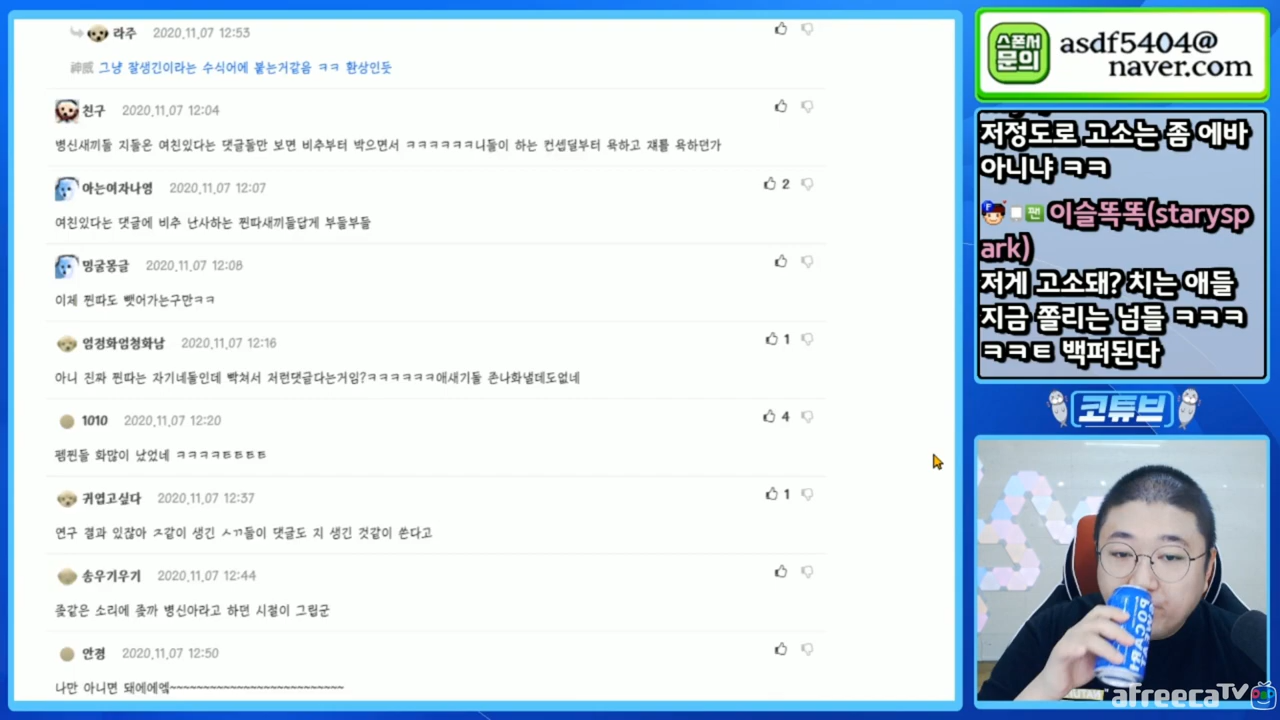 라주 2020.11.07 12:53
神威 그냥 잘생긴이라는 수식어에 붙는거같음 ㅋㅋ 환상인듯
친구 2020.11.07 12:04
병신새끼들 지들은 여친있다는 댓글들만 보면 비추부터 박으면서 ㅋㅋㅋㅋㅋㅋ니들이 하는 컨셉딜부터 욕하고 쟤를 욕하던가
아는여자나영 2020.11.07 12:07 2
여친있다는 댓글에 비추 난사하는 찐따새끼들답게 부들부들
멍굴몽글 2020.11.07 12:08
이체 찐따도 뺏어가는구만ㅋㅋ
엄정화엄청화남 2020.11.07 12:16 1
아니 진짜 찐따는 자기네들인데 빡쳐서 저런댓글다는거임?ㅋㅋㅋㅋㅋㅋ애새기들 존나화낼데도없네
1010 2020.11.07 12:20 4
펨찐들 화많이 났었네 ㅋㅋㅋㅋㅌㅌㅌㅌ
귀엽고싶다 2020.11.07 12:37 1
연구 결과 있잖아 ㅈ같이 생긴 ㅅㄲ들이 댓글도 지 생긴 것같이 쓴다고
송우기우기 2020.11.07 12:44
좆같은 소리에 좆까 병신아라고 하던 시절이 그립군
안경 2020.11.07 12:50
나만 아니면 돼에에엑~~~~~~~~~~~~~~~~~~~~~~~~~~
스폰서
문의
asdf5404@
naver.com
저정도로 고소는 좀 에바
아니냐 ㅋㅋ
팬 이슬똑똑(starysp
ark)
저게 고소돼? 치는 애들
지금 쫄리는 넘들 ㅋㅋㅋ
ㅋㅋㅌ 백퍼된다
코튜브
POCARI
SWEAT
afreecaTV